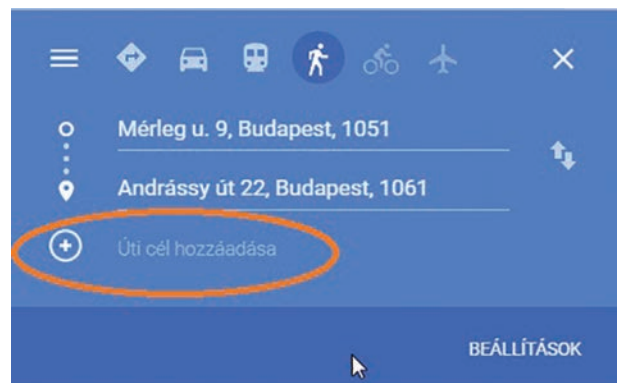 Mérleg u. 9, Budapest, 1051
Andrássy út 22, Budapest, 1061
Úti cél hozzáadása
BEÁLLÍTÁSOK